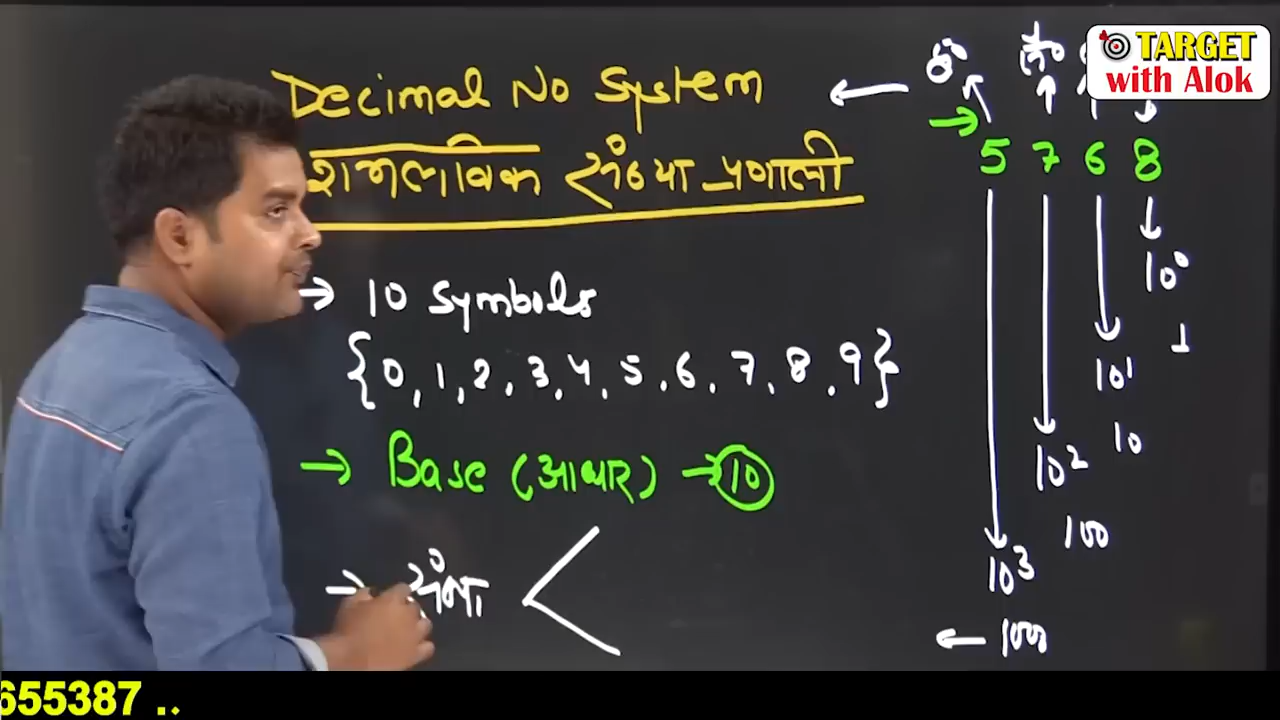 Decimal No System
दाशमलविक संख्या प्रणाली
→ 10 Symbols
{0, 1, 2, 3, 4, 5, 6, 7, 8, 9}
→ Base (आधार) → 10
→
← → 5 7 6 8
10⁰
1
10¹
10
10²
100
10³
← 1000
TARGET
with Alok
655387 ..